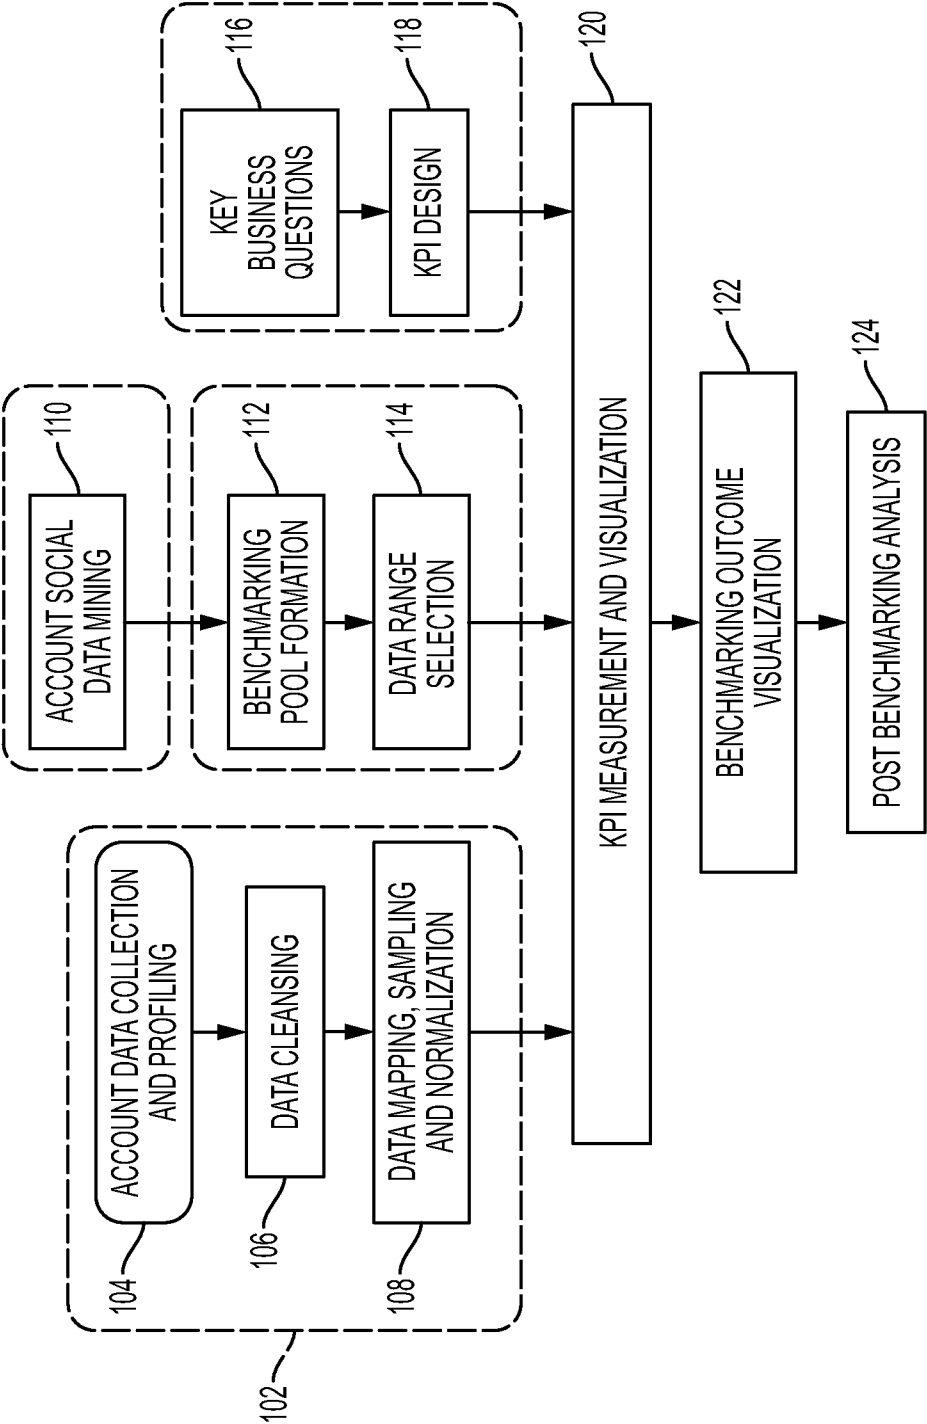 102
104
ACCOUNT DATA COLLECTION
AND PROFILING
106
DATA CLEANSING
108
DATA MAPPING, SAMPLING
AND NORMALIZATION
110
ACCOUNT SOCIAL
DATA MINING
112
BENCHMARKING
POOL FORMATION
114
DATA RANGE
SELECTION
116
KEY
BUSINESS
QUESTIONS
118
KPI DESIGN
120
KPI MEASUREMENT AND VISUALIZATION
122
BENCHMARKING OUTCOME
VISUALIZATION
124
POST BENCHMARKING ANALYSIS